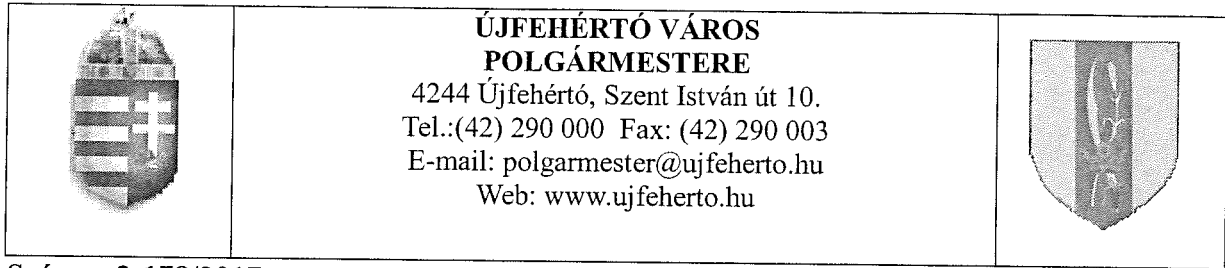 ÚJFEHÉRTÓ VÁROS
POLGÁRMESTERE
4244 Újfehértó, Szent István út 10.
Tel.:(42) 290 000 Fax: (42) 290 003
E-mail: polgarmester@ujfeherto.hu
Web: www.ujfeherto.hu